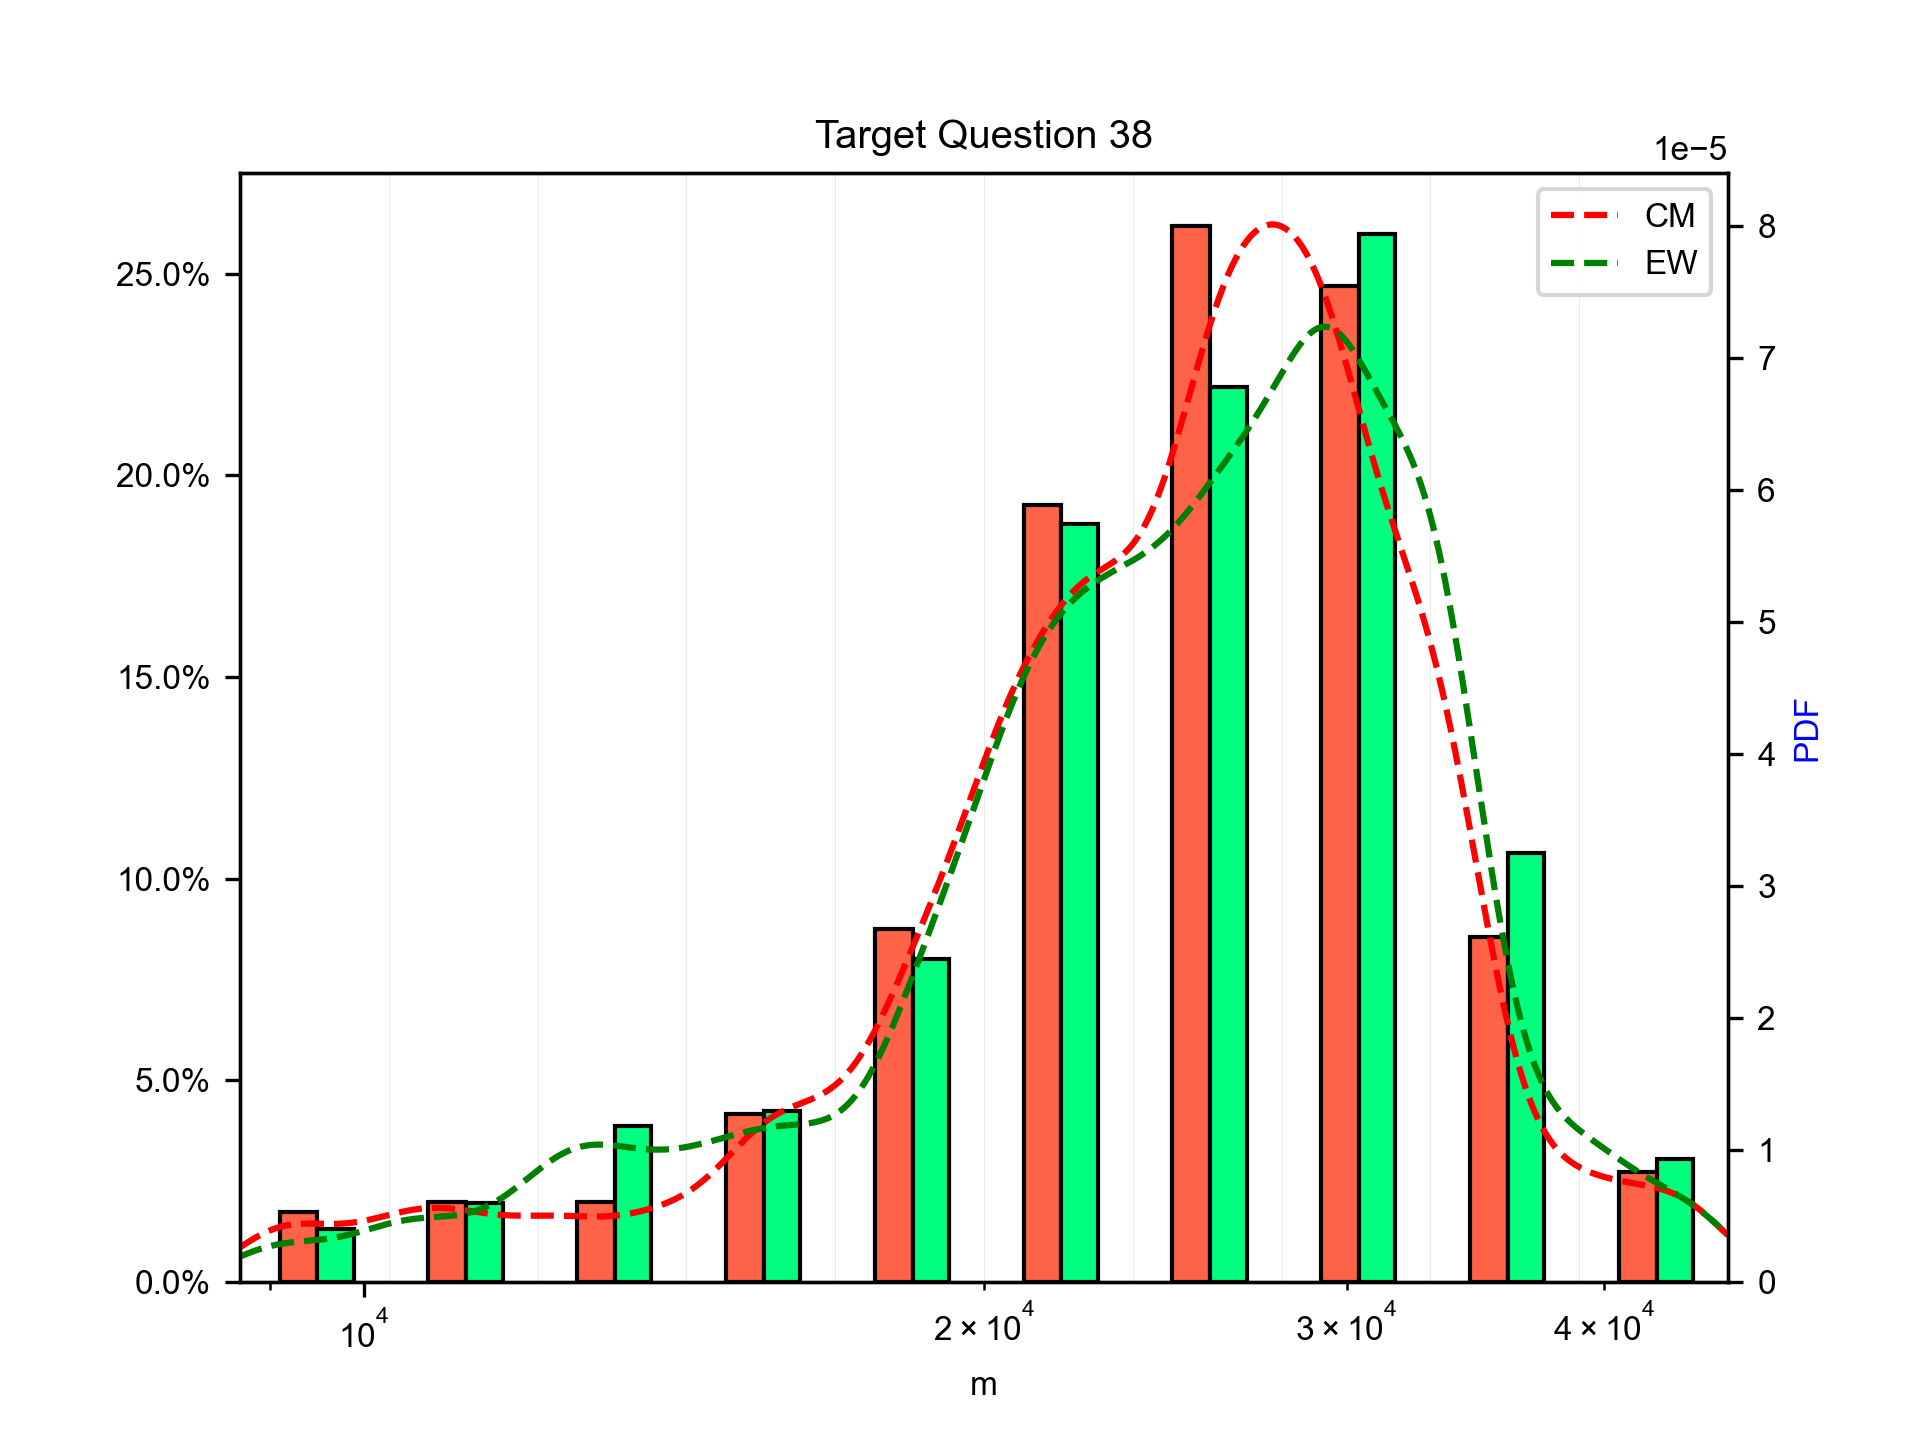 Target Question 38
1e−5
CM
EW
25.0%
20.0%
15.0%
10.0%
5.0%
0.0%
8
7
6
5
4
3
2
1
0
PDF
10⁴
2 × 10⁴
3 × 10⁴
4 × 10⁴
m